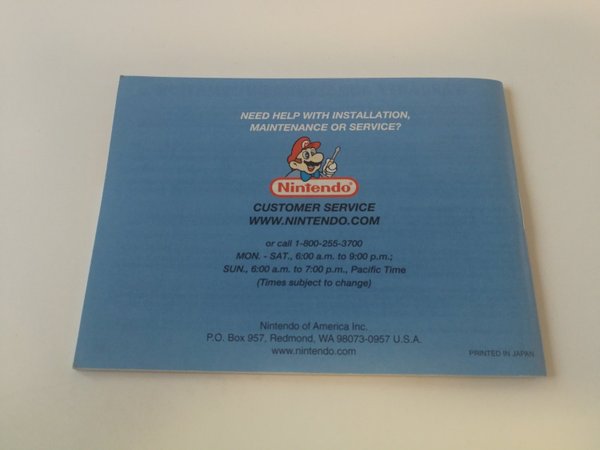 NEED HELP WITH INSTALLATION,
MAINTENANCE OR SERVICE?
Nintendo®
CUSTOMER SERVICE
WWW.NINTENDO.COM
or call 1-800-255-3700
MON. - SAT., 6:00 a.m. to 9:00 p.m.;
SUN., 6:00 a.m. to 7:00 p.m., Pacific Time
(Times subject to change)
Nintendo of America Inc.
P.O. Box 957, Redmond, WA 98073-0957 U.S.A.
www.nintendo.com
PRINTED IN JAPAN